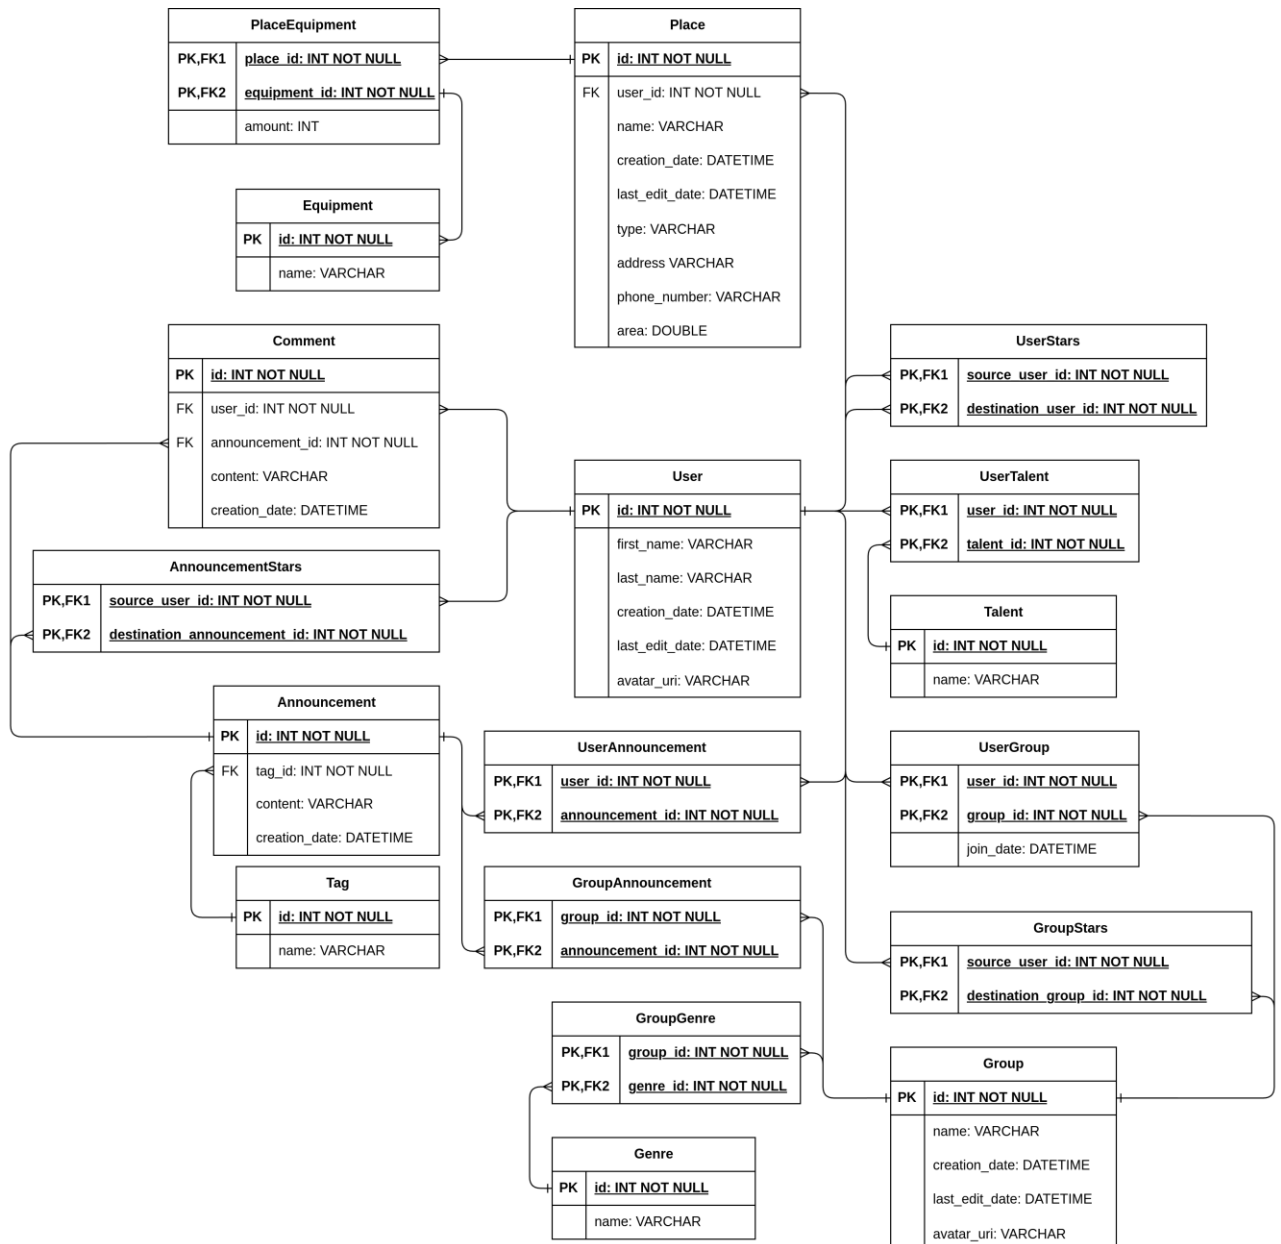 PlaceEquipment
PK,FK1 place_id: INT NOT NULL
PK,FK2 equipment_id: INT NOT NULL
amount: INT
Place
PK id: INT NOT NULL
FK user_id: INT NOT NULL
name: VARCHAR
creation_date: DATETIME
last_edit_date: DATETIME
type: VARCHAR
address VARCHAR
phone_number: VARCHAR
area: DOUBLE
Equipment
PK id: INT NOT NULL
name: VARCHAR
Comment
PK id: INT NOT NULL
FK user_id: INT NOT NULL
FK announcement_id: INT NOT NULL
content: VARCHAR
creation_date: DATETIME
UserStars
PK,FK1 source_user_id: INT NOT NULL
PK,FK2 destination_user_id: INT NOT NULL
User
PK id: INT NOT NULL
first_name: VARCHAR
last_name: VARCHAR
creation_date: DATETIME
last_edit_date: DATETIME
avatar_uri: VARCHAR
UserTalent
PK,FK1 user_id: INT NOT NULL
PK,FK2 talent_id: INT NOT NULL
AnnouncementStars
PK,FK1 source_user_id: INT NOT NULL
PK,FK2 destination_announcement_id: INT NOT NULL
Talent
PK id: INT NOT NULL
name: VARCHAR
Announcement
PK id: INT NOT NULL
FK tag_id: INT NOT NULL
content: VARCHAR
creation_date: DATETIME
UserAnnouncement
PK,FK1 user_id: INT NOT NULL
PK,FK2 announcement_id: INT NOT NULL
UserGroup
PK,FK1 user_id: INT NOT NULL
PK,FK2 group_id: INT NOT NULL
join_date: DATETIME
Tag
PK id: INT NOT NULL
name: VARCHAR
GroupAnnouncement
PK,FK1 group_id: INT NOT NULL
PK,FK2 announcement_id: INT NOT NULL
GroupStars
PK,FK1 source_user_id: INT NOT NULL
PK,FK2 destination_group_id: INT NOT NULL
GroupGenre
PK,FK1 group_id: INT NOT NULL
PK,FK2 genre_id: INT NOT NULL
Group
PK id: INT NOT NULL
name: VARCHAR
creation_date: DATETIME
last_edit_date: DATETIME
avatar_uri: VARCHAR
Genre
PK id: INT NOT NULL
name: VARCHAR